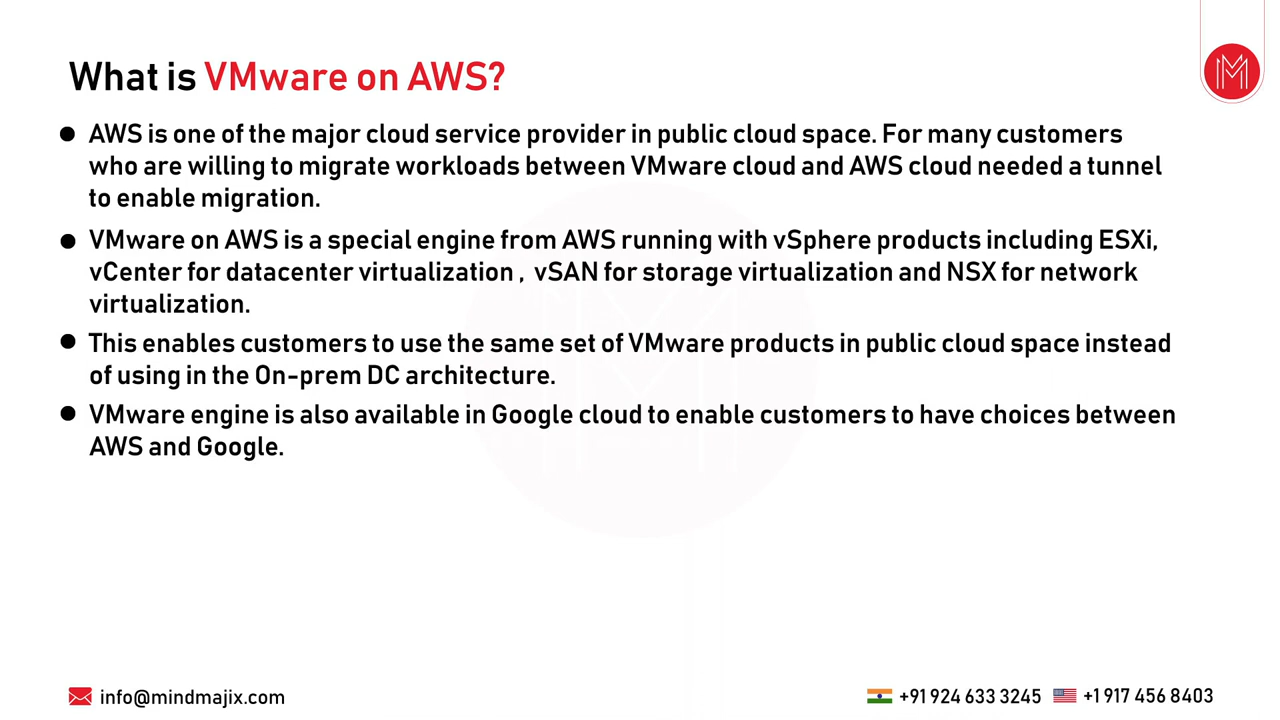 What is VMware on AWS?
● AWS is one of the major cloud service provider in public cloud space. For many customers
who are willing to migrate workloads between VMware cloud and AWS cloud needed a tunnel
to enable migration.
● VMware on AWS is a special engine from AWS running with vSphere products including ESXi,
vCenter for datacenter virtualization , vSAN for storage virtualization and NSX for network
virtualization.
● This enables customers to use the same set of VMware products in public cloud space instead
of using in the On-prem DC architecture.
● VMware engine is also available in Google cloud to enable customers to have choices between
AWS and Google.
info@mindmajix.com
+91 924 633 3245
+1 917 456 8403